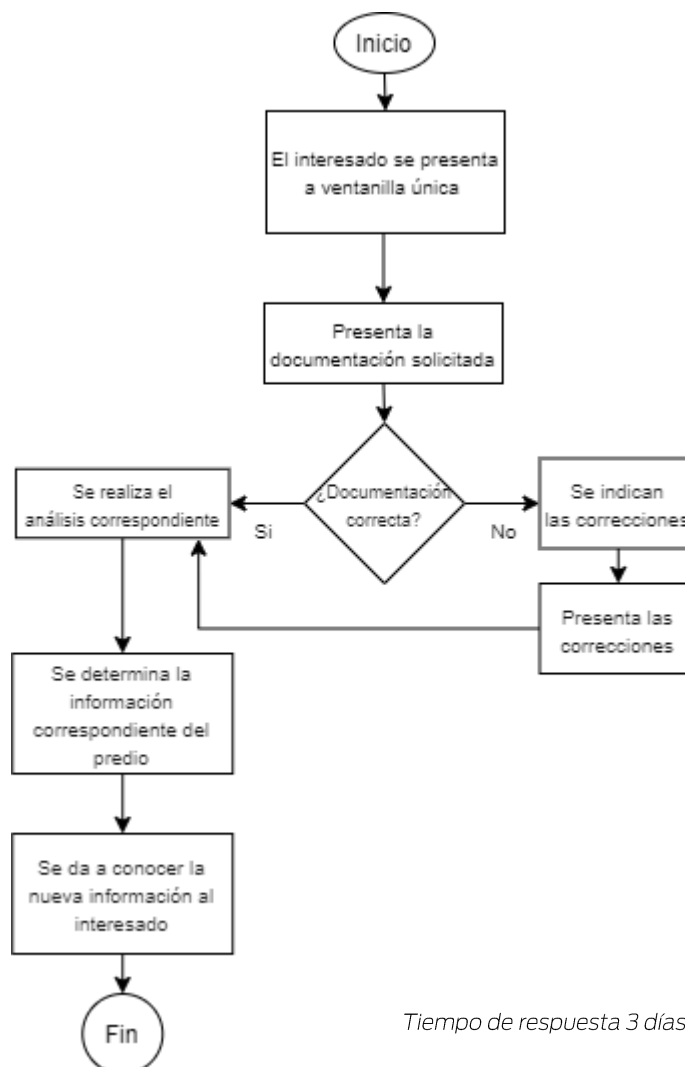 Inicio
El interesado se presenta
a ventanilla única
Presenta la
documentación solicitada
¿Documentación
correcta?
Si
No
Se realiza el
análisis correspondiente
Se indican
las correcciones
Presenta las
correcciones
Se determina la
información
correspondiente del
predio
Se da a conocer la
nueva información al
interesado
Fin
Tiempo de respuesta 3 días